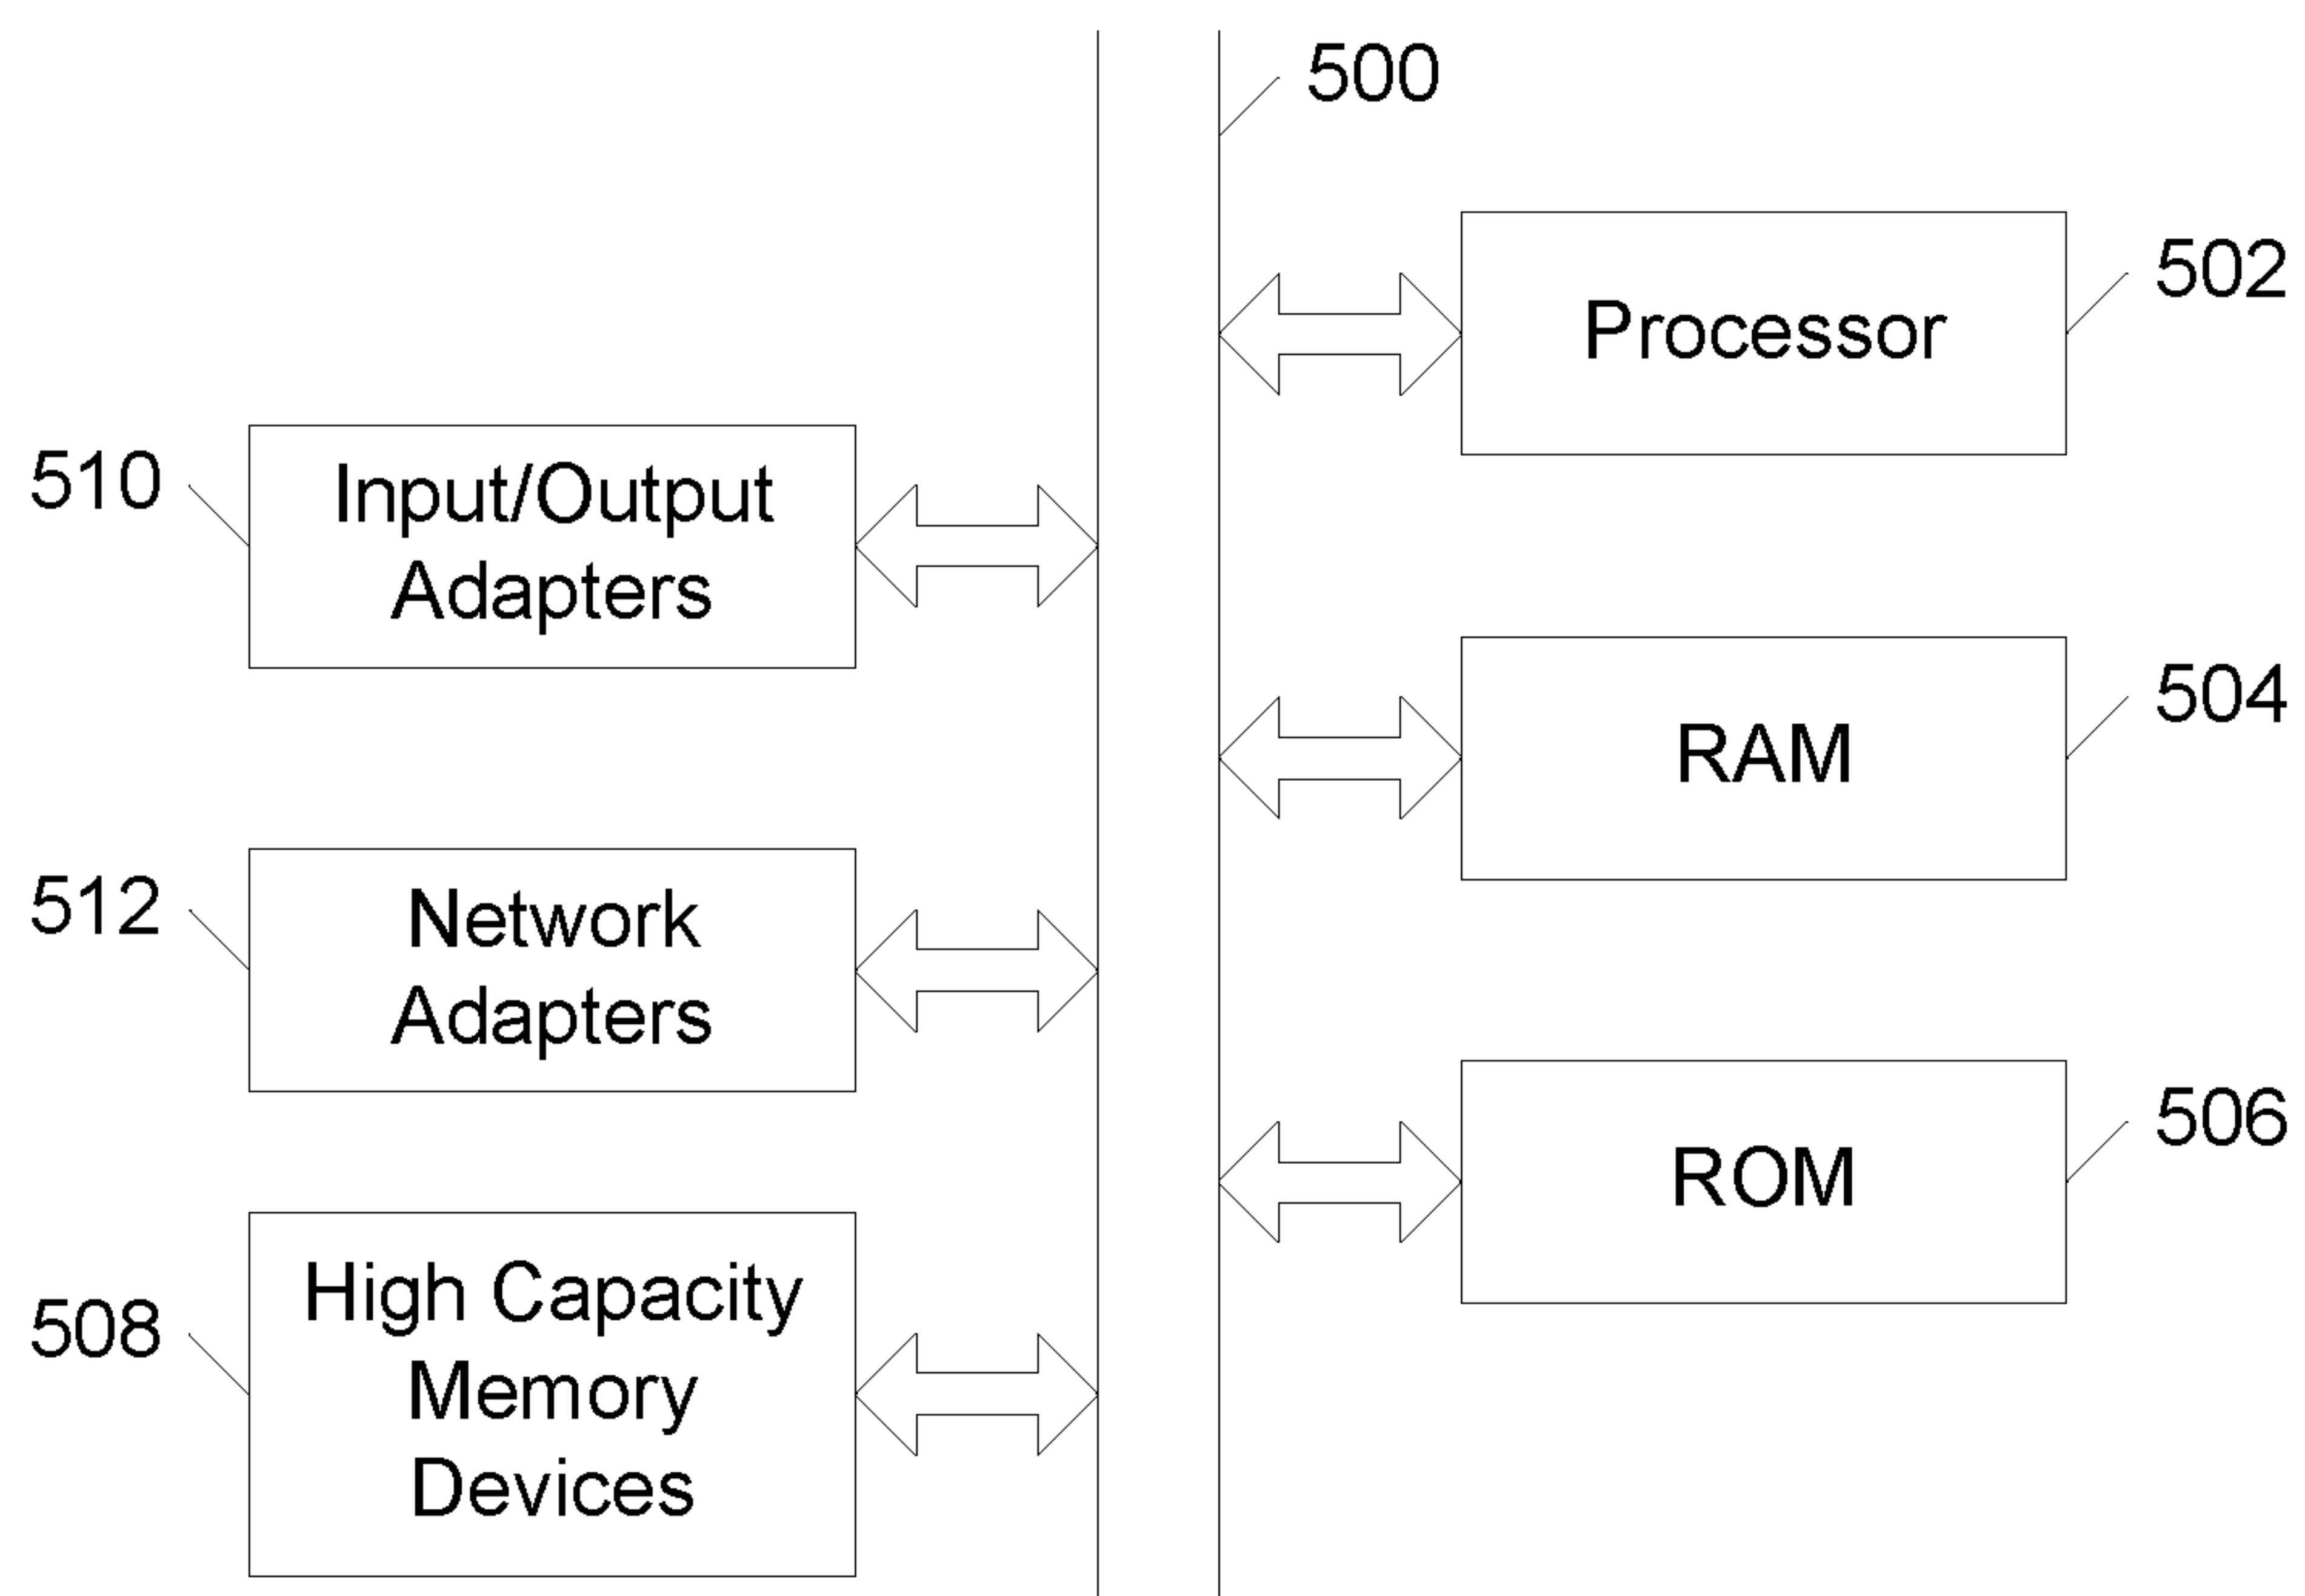 500
Processor
502
510
Input/Output
Adapters
RAM
504
512
Network
Adapters
ROM
506
508
High Capacity
Memory
Devices